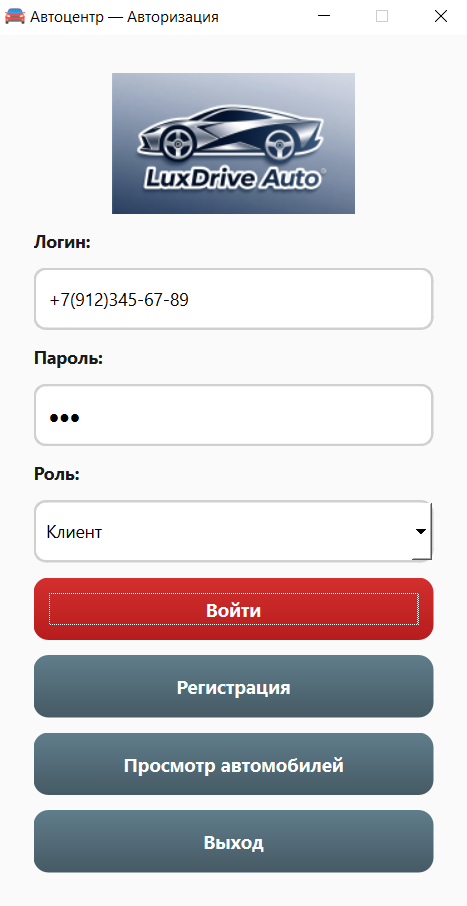 Автоцентр — Авторизация
LuxDrive Auto
Логин:
+7(912)345-67-89
Пароль:
•••
Роль:
Клиент
Войти
Регистрация
Просмотр автомобилей
Выход